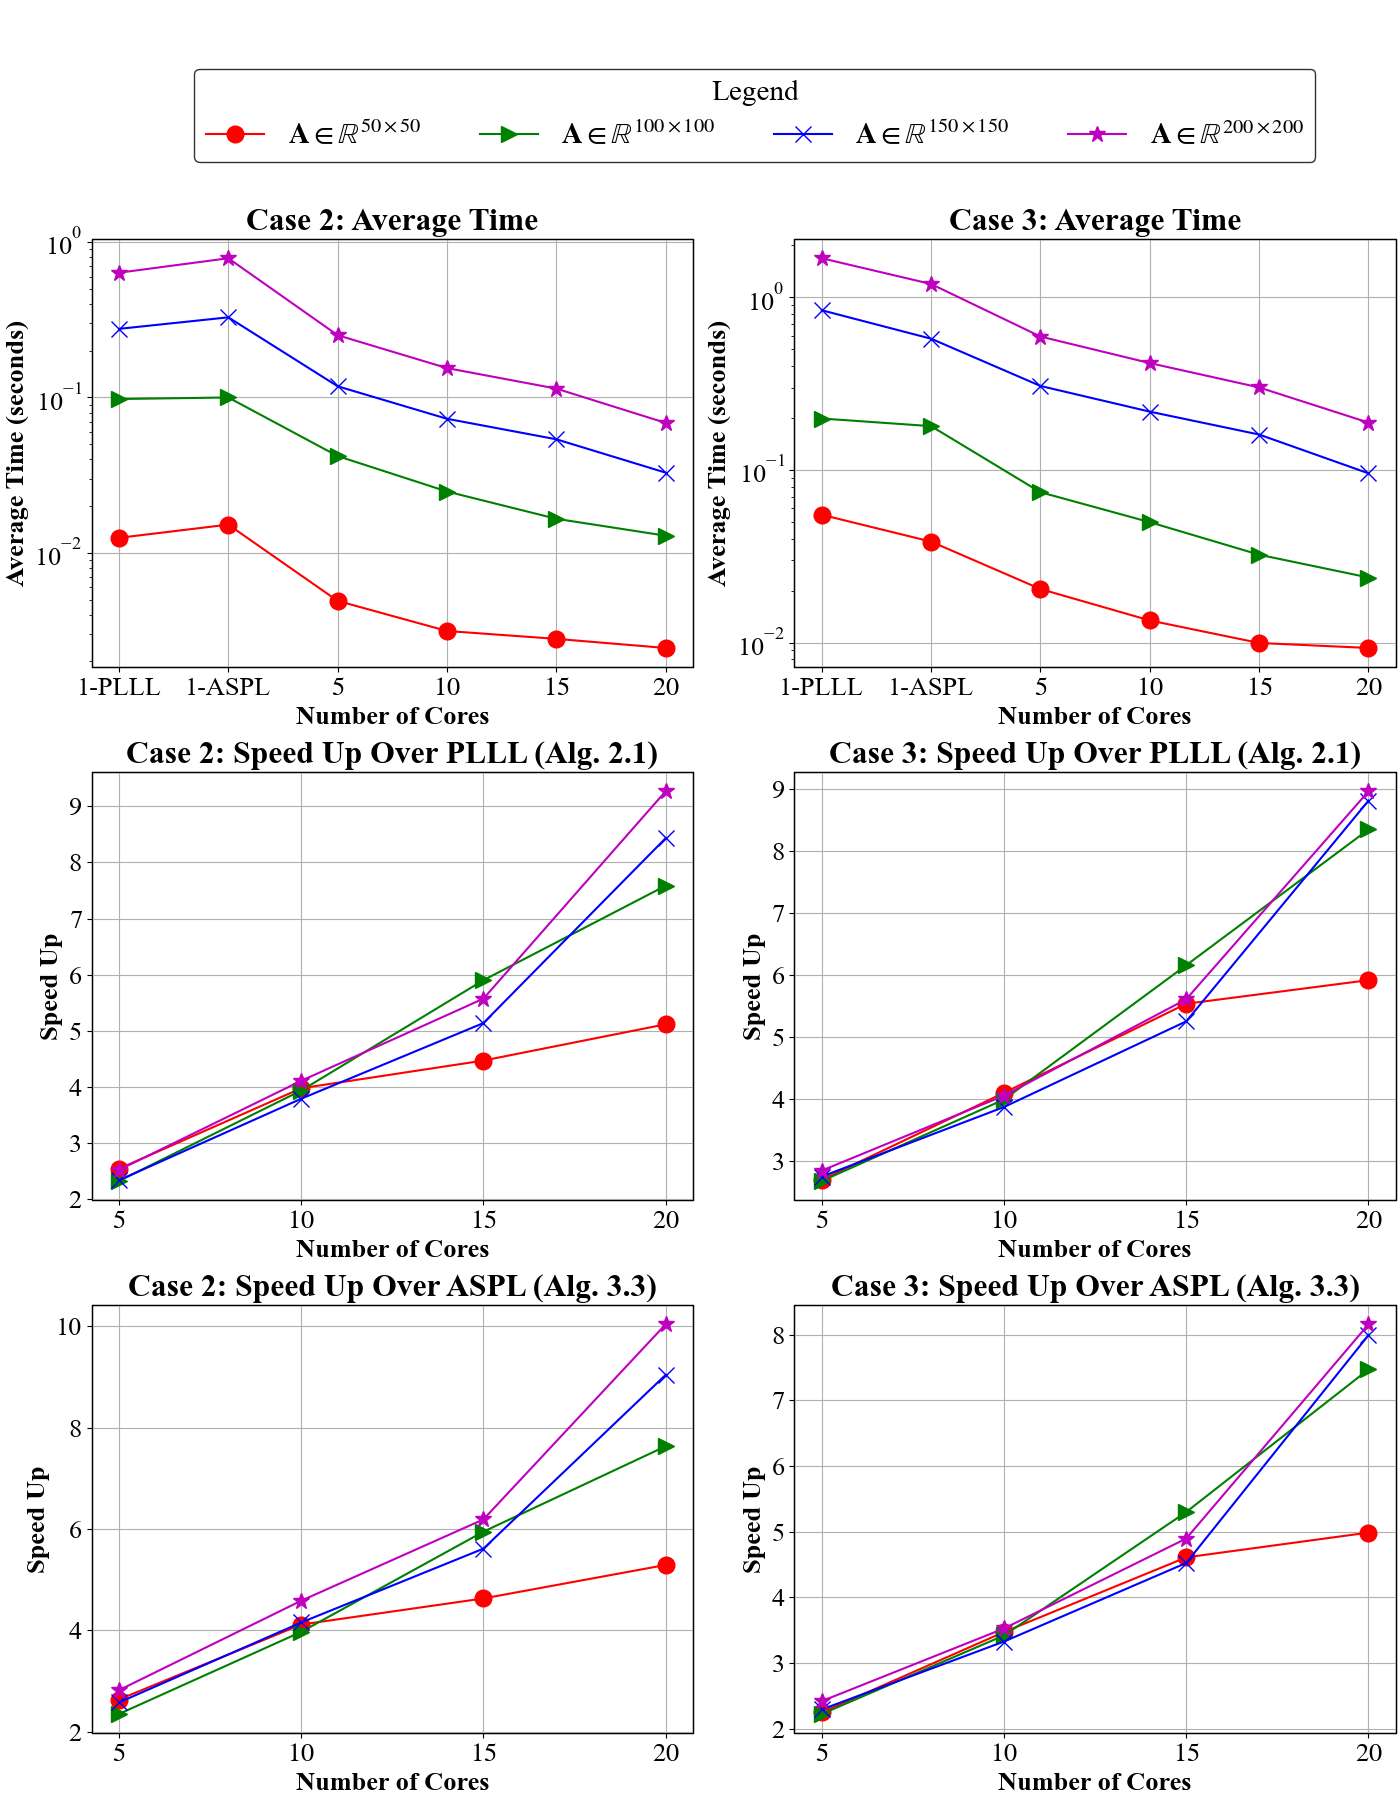 Legend
A ∈ ℝ^{50×50} A ∈ ℝ^{100×100} A ∈ ℝ^{150×150} A ∈ ℝ^{200×200}
Case 2: Average Time
Average Time (seconds)
10^0
10^{−1}
10^{−2}
1-PLLL 1-ASPL 5 10 15 20
Number of Cores
Case 3: Average Time
Average Time (seconds)
10^0
10^{−1}
10^{−2}
1-PLLL 1-ASPL 5 10 15 20
Number of Cores
Case 2: Speed Up Over PLLL (Alg. 2.1)
Speed Up
9
8
7
6
5
4
3
2
5 10 15 20
Number of Cores
Case 3: Speed Up Over PLLL (Alg. 2.1)
Speed Up
9
8
7
6
5
4
3
5 10 15 20
Number of Cores
Case 2: Speed Up Over ASPL (Alg. 3.3)
Speed Up
10
8
6
4
2
5 10 15 20
Number of Cores
Case 3: Speed Up Over ASPL (Alg. 3.3)
Speed Up
8
7
6
5
4
3
2
5 10 15 20
Number of Cores